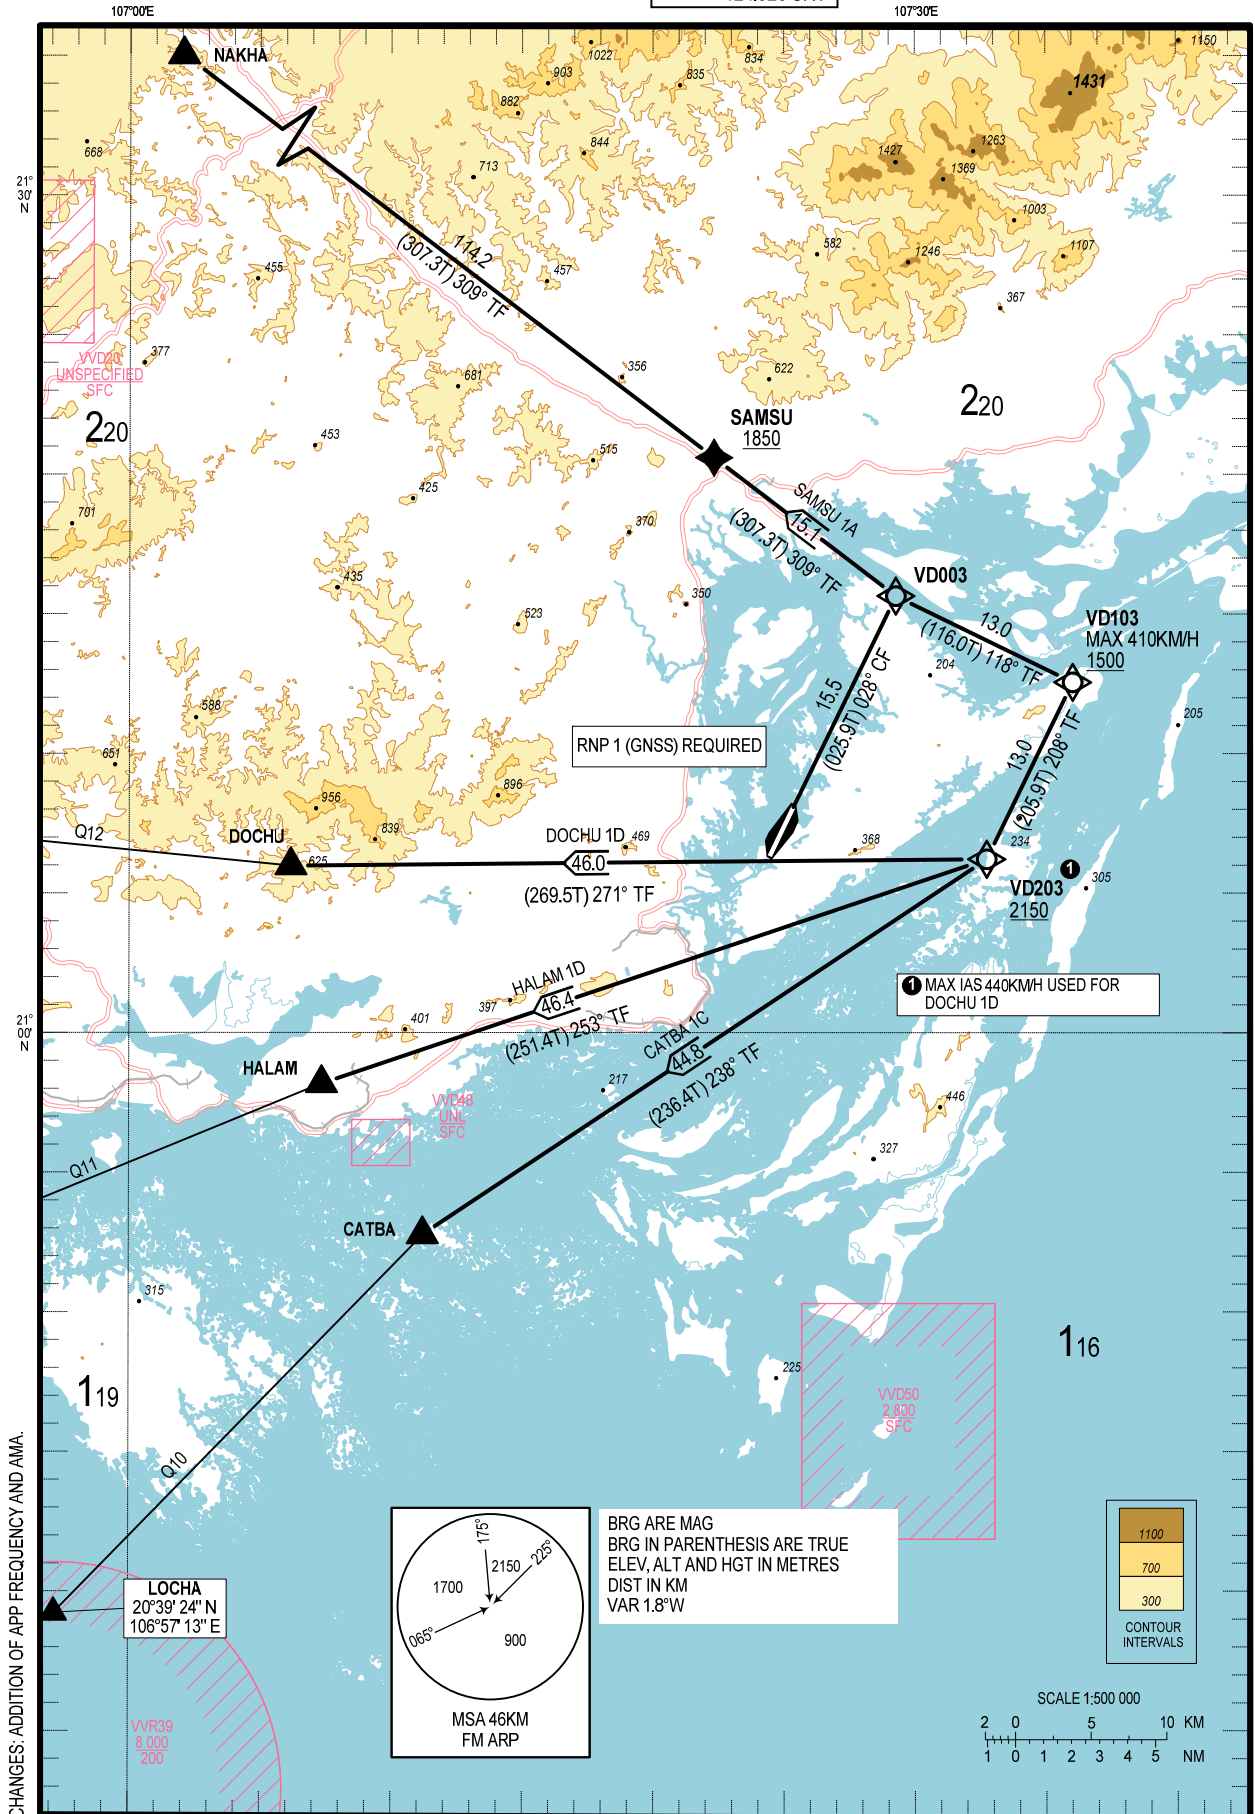 107°00'E
107°30'E
NAKHA
1022
834
1150
903
835
1431
882
668
844
1427
1263
713
1369
21°
30'
N
1003
114.2
(307.3T) 309° TF
582
1246
1107
455
457
367
VVD20
UNSPECIFIED
SFC
377
356
681
622
220
220
SAMSU
1850
453
515
425
SAMSU 1A
15.1
(307.3T) 309° TF
701
370
435
VD003
350
523
13.0
(116.0T) 118° TF
VD103
MAX 410KM/H
1500
204
15.5
(025.9T) 028° CF
588
205
RNP 1 (GNSS) REQUIRED
13.0
(205.9T) 208° TF
651
896
956
Q12
DOCHU
839
625
DOCHU 1D
469
46.0
(269.5T) 271° TF
368
234
1
305
VD203
2150
HALAM 1D
46.4
(251.4T) 253° TF
1 MAX IAS 440KM/H USED FOR
DOCHU 1D
397
401
21°
00'
N
CATBA 1C
44.8
(236.4T) 238° TF
HALAM
217
VVD48
UNL
SFC
446
327
Q11
CATBA
315
116
225
119
VVD50
2 800
SFC
Q10
BRG ARE MAG
BRG IN PARENTHESIS ARE TRUE
ELEV, ALT AND HGT IN METRES
DIST IN KM
VAR 1.8°W
175°
225°
2150
1700
065°
900
MSA 46KM
FM ARP
1100
700
300
CONTOUR
INTERVALS
LOCHA
20°39' 24" N
106°57' 13" E
VVR39
8 000
200
SCALE 1:500 000
2 0 5 10 KM
1 0 1 2 3 4 5 NM
CHANGES: ADDITION OF APP FREQUENCY AND AMA.